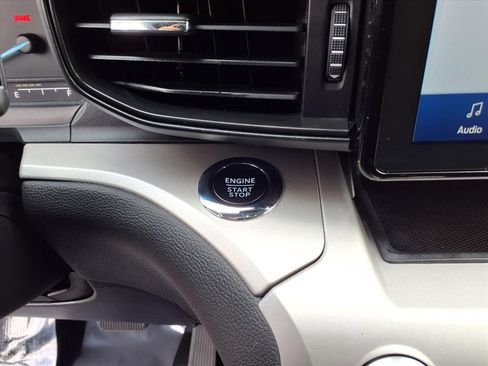 E F
ENGINE
START
STOP
Audio